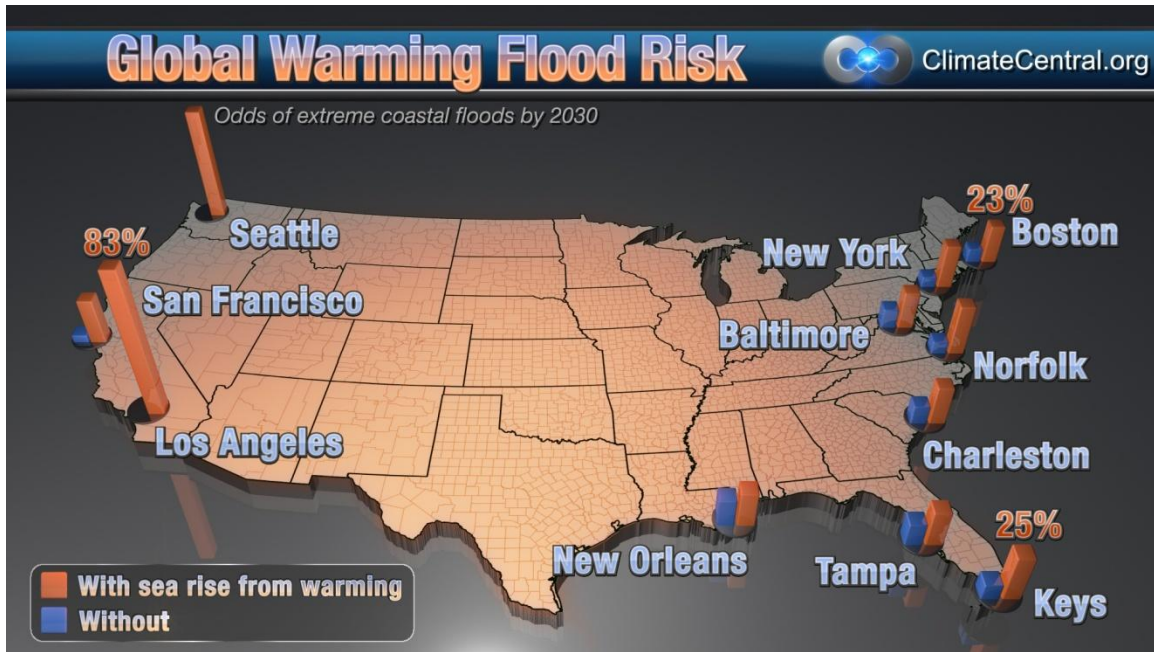 Global Warming Flood Risk
ClimateCentral.org
Odds of extreme coastal floods by 2030
23%
Boston
Seattle
83%
New York
San Francisco
Baltimore
Norfolk
Los Angeles
Charleston
25%
New Orleans
Tampa
Keys
With sea rise from warming
Without